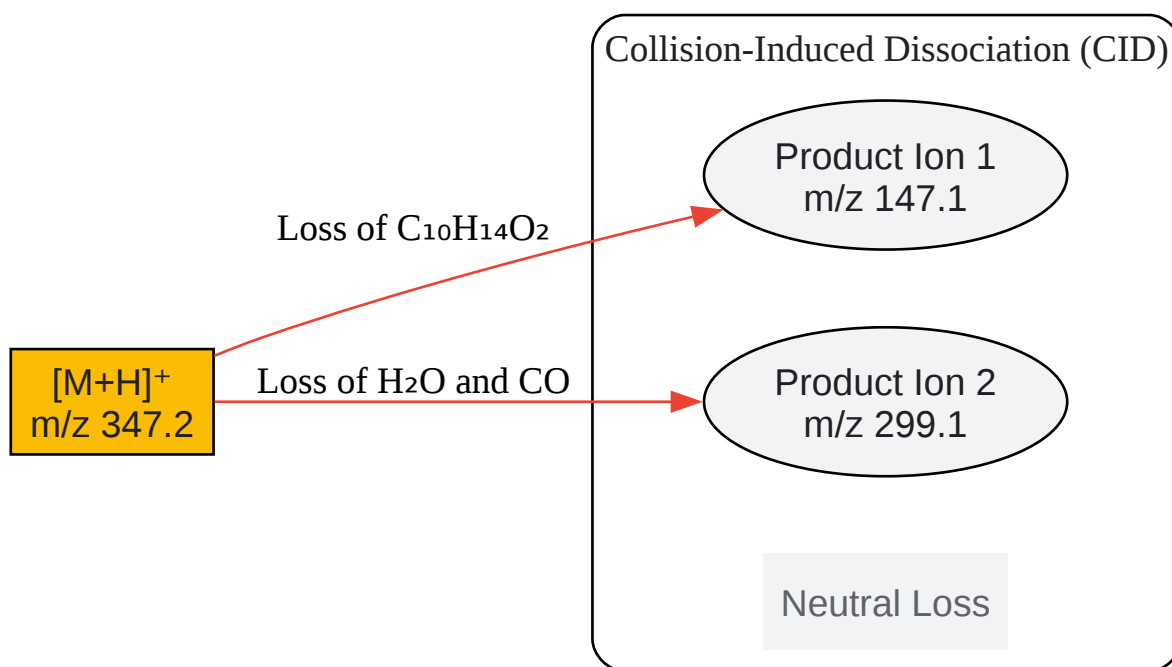 Collision-Induced Dissociation (CID)
Product Ion 1
m/z 147.1
Loss of C₁₀H₁₄O₂
[M+H]⁺
m/z 347.2
Loss of H₂O and CO
Product Ion 2
m/z 299.1
Neutral Loss